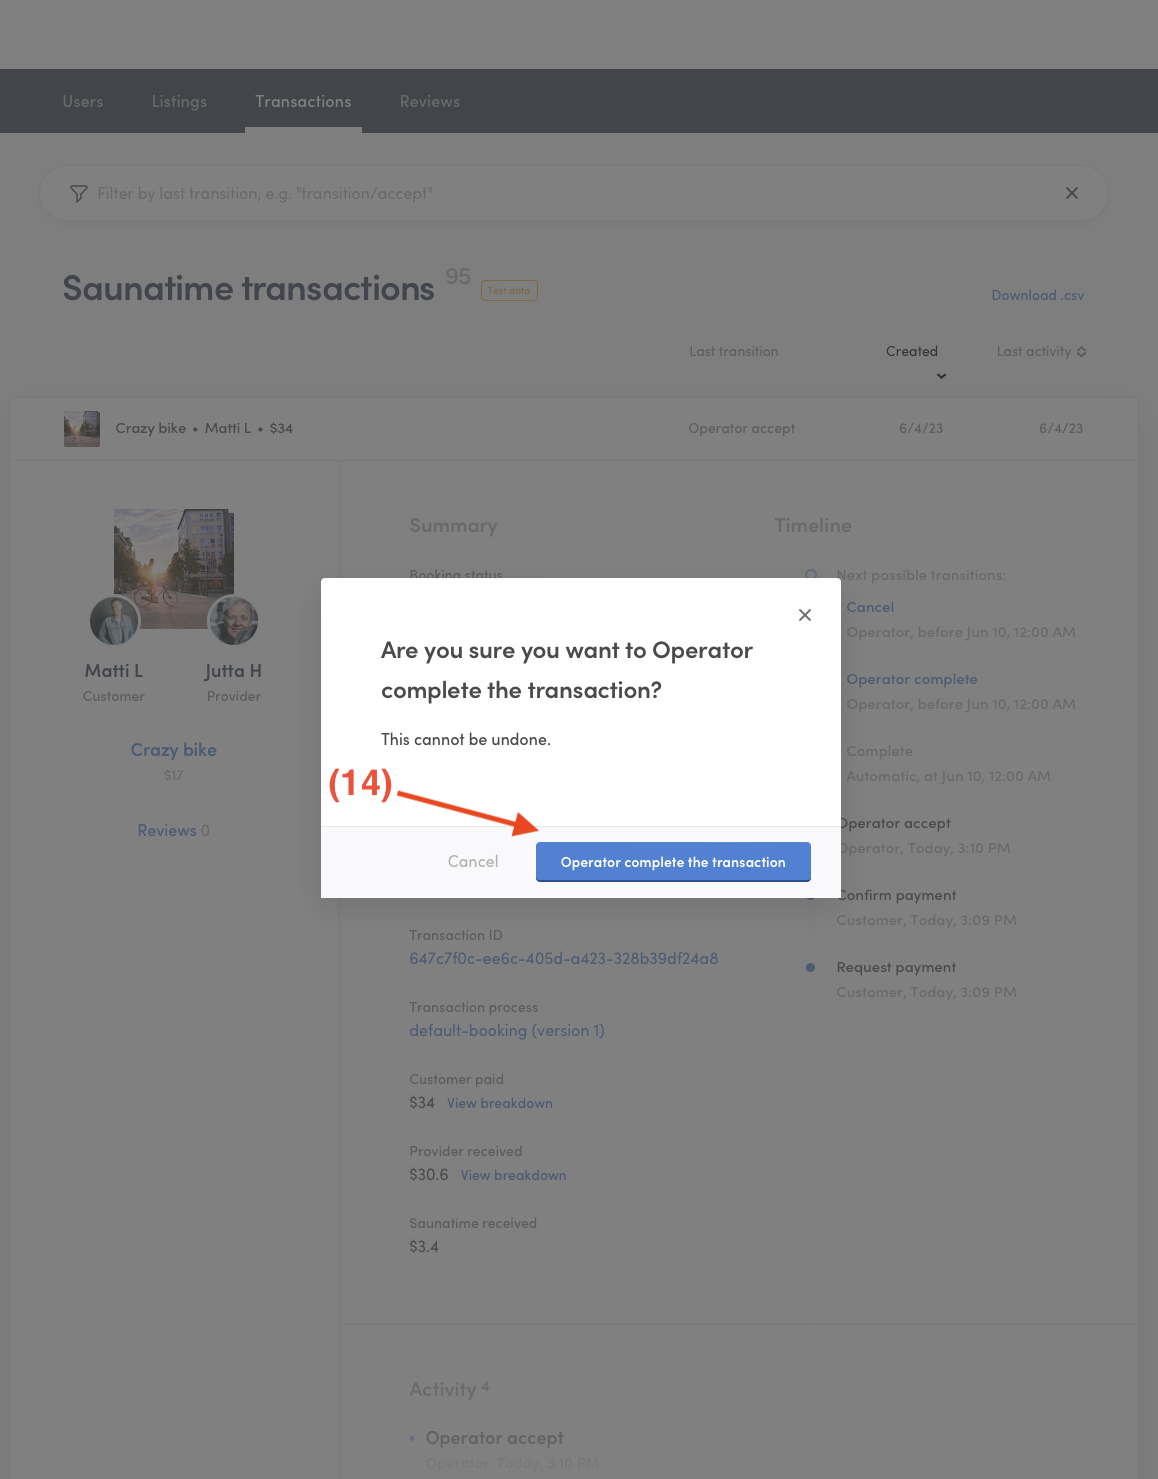 Users Listings Transactions Reviews
Filter by last transition, e.g. "transition/accept"
Saunatime transactions 95 Test data
Download .csv
Last transition Created Last activity
Crazy bike • Matti L • $34 Operator accept 6/4/23 6/4/23
Matti L Jutta H
Customer Provider
Crazy bike
$17
Reviews 0
Summary
Booking status
Are you sure you want to Operator
complete the transaction?
This cannot be undone.
(14)
Cancel Operator complete the transaction
Transaction ID
647c7f0c-ee6c-405d-a423-328b39df24a8
Transaction process
default-booking (version 1)
Customer paid
$34 View breakdown
Provider received
$30.6 View breakdown
Saunatime received
$3.4
Timeline
Next possible transitions:
Cancel
Operator, before Jun 10, 12:00 AM
Operator complete
Operator, before Jun 10, 12:00 AM
Complete
Automatic, at Jun 10, 12:00 AM
Operator accept
Operator, Today, 3:10 PM
Confirm payment
Customer, Today, 3:09 PM
Request payment
Customer, Today, 3:09 PM
Activity 4
• Operator accept
Operator, Today, 3:10 PM